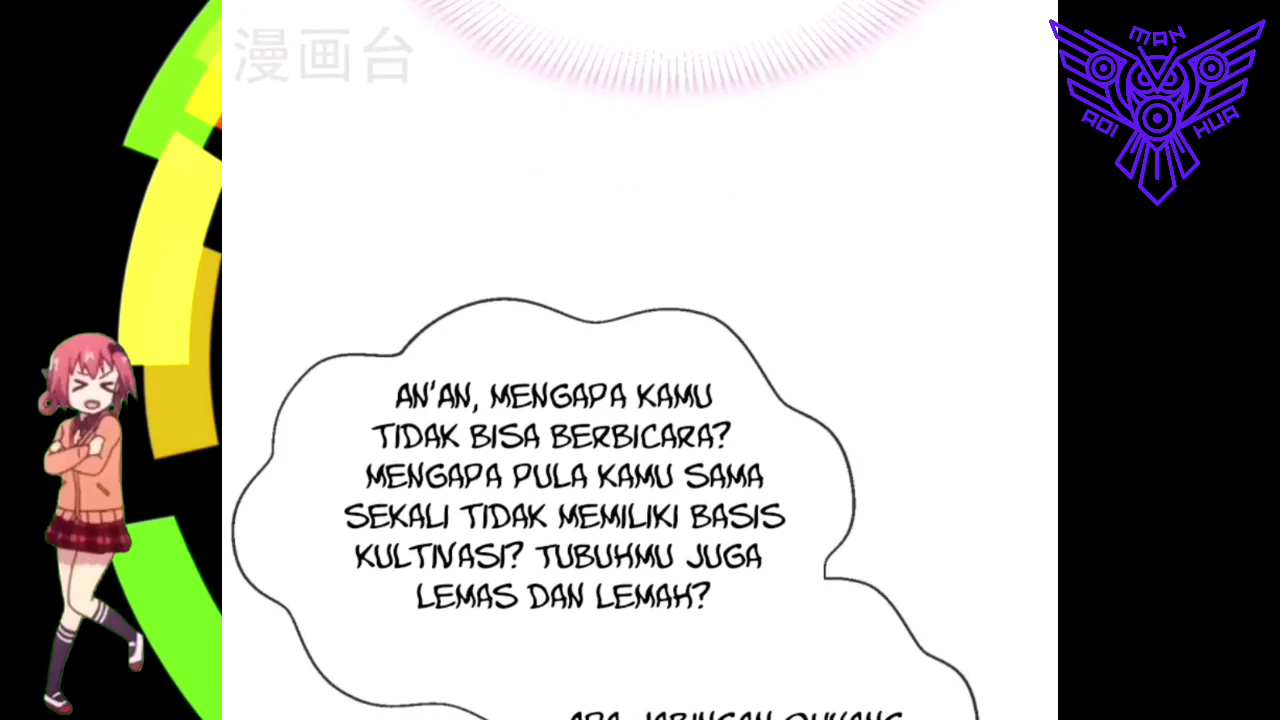 漫画台
MAN
ADI HUA
AN'AN, MENGAPA KAMU
TIDAK BISA BERBICARA?
MENGAPA PULA KAMU SAMA
SEKALI TIDAK MEMILIKI BASIS
KULTIVASI? TUBUHMU JUGA
LEMAS DAN LEMAH?